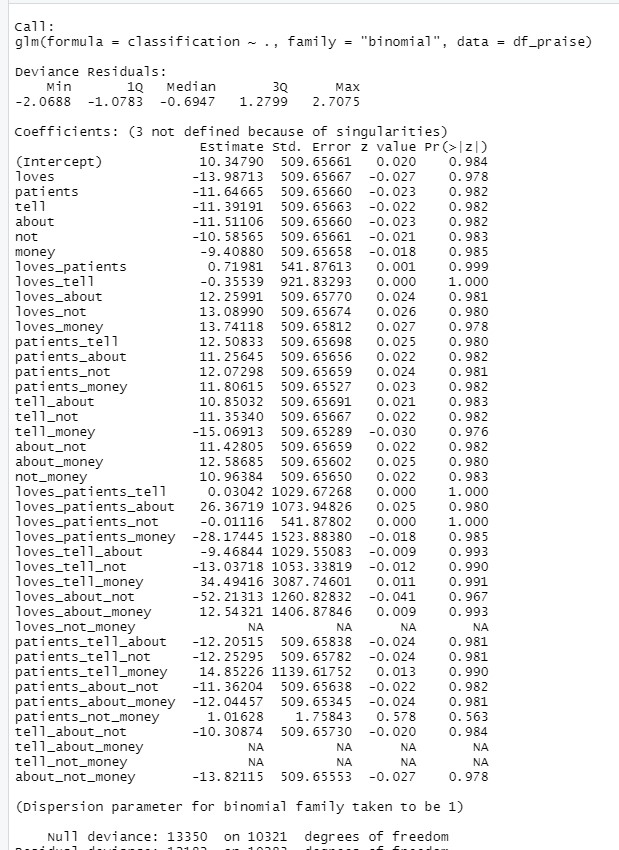 Call:
glm(formula = classification ~ ., family = "binomial", data = df_praise)
Deviance Residuals:
Min 1Q Median 3Q Max
-2.0688 -1.0783 -0.6947 1.2799 2.7075
Coefficients: (3 not defined because of singularities)
Estimate Std. Error z value Pr(>|z|)
(Intercept) 10.34790 509.65661 0.020 0.984
loves -13.98713 509.65667 -0.027 0.978
patients -11.64665 509.65660 -0.023 0.982
tell -11.39191 509.65663 -0.022 0.982
about -11.51106 509.65660 -0.023 0.982
not -10.58565 509.65661 -0.021 0.983
money -9.40880 509.65658 -0.018 0.985
loves_patients 0.71981 541.87613 0.001 0.999
loves_tell -0.35539 921.83293 0.000 1.000
loves_about 12.25991 509.65770 0.024 0.981
loves_not 13.08990 509.65674 0.026 0.980
loves_money 13.74118 509.65812 0.027 0.978
patients_tell 12.50833 509.65698 0.025 0.980
patients_about 11.25645 509.65656 0.022 0.982
patients_not 12.07298 509.65659 0.024 0.981
patients_money 11.80615 509.65527 0.023 0.982
tell_about 10.85032 509.65691 0.021 0.983
tell_not 11.35340 509.65667 0.022 0.982
tell_money -15.06913 509.65289 -0.030 0.976
about_not 11.42805 509.65659 0.022 0.982
about_money 12.58685 509.65602 0.025 0.980
not_money 10.96384 509.65650 0.022 0.983
loves_patients_tell 0.03042 1029.67268 0.000 1.000
loves_patients_about 26.36719 1073.94826 0.025 0.980
loves_patients_not -0.01116 541.87802 0.000 1.000
loves_patients_money -28.17445 1523.88380 -0.018 0.985
loves_tell_about -9.46844 1029.55083 -0.009 0.993
loves_tell_not -13.03718 1053.33819 -0.012 0.990
loves_tell_money 34.49416 3087.74601 0.011 0.991
loves_about_not -52.21313 1260.82832 -0.041 0.967
loves_about_money 12.54321 1406.87846 0.009 0.993
loves_not_money NA NA NA NA
patients_tell_about -12.20515 509.65838 -0.024 0.981
patients_tell_not -12.25295 509.65782 -0.024 0.981
patients_tell_money 14.85226 1139.61752 0.013 0.990
patients_about_not -11.36204 509.65638 -0.022 0.982
patients_about_money -12.04457 509.65345 -0.024 0.981
patients_not_money 1.01628 1.75843 0.578 0.563
tell_about_not -10.30874 509.65730 -0.020 0.984
tell_about_money NA NA NA NA
tell_not_money NA NA NA NA
about_not_money -13.82115 509.65553 -0.027 0.978
(Dispersion parameter for binomial family taken to be 1)
Null deviance: 13350 on 10321 degrees of freedom